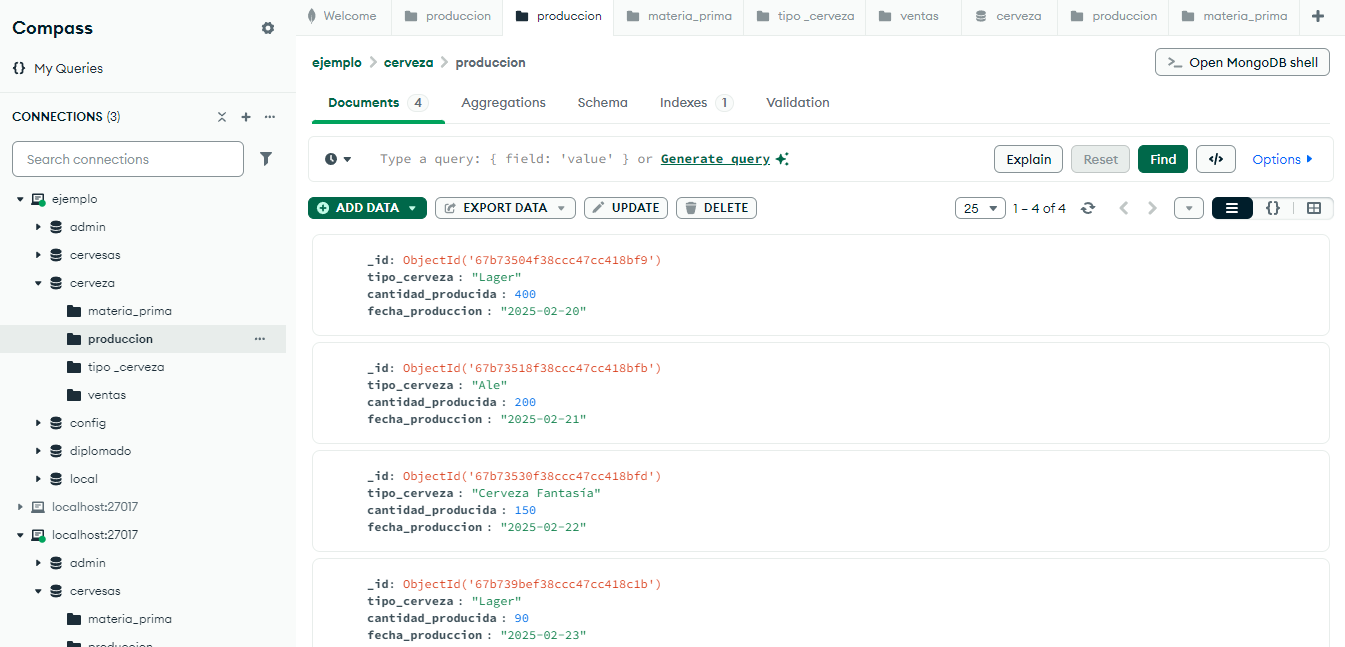 Compass
My Queries
CONNECTIONS (3)
Search connections
ejemplo
admin
cervesas
cerveza
materia_prima
produccion
tipo _cerveza
ventas
config
diplomado
local
localhost:27017
localhost:27017
admin
cervesas
materia_prima
produccion
Welcome produccion produccion materia_prima tipo _cerveza ventas cerveza produccion materia_prima
ejemplo > cerveza > produccion
>_ Open MongoDB shell
Documents 4 Aggregations Schema Indexes 1 Validation
Type a query: { field: 'value' } or Generate query
Explain Reset Find </> Options
ADD DATA EXPORT DATA UPDATE DELETE
25 1 – 4 of 4 {}
_id: ObjectId('67b73504f38ccc47cc418bf9')
tipo_cerveza : "Lager"
cantidad_producida : 400
fecha_produccion : "2025-02-20"
_id: ObjectId('67b73518f38ccc47cc418bfb')
tipo_cerveza : "Ale"
cantidad_producida : 200
fecha_produccion : "2025-02-21"
_id: ObjectId('67b73530f38ccc47cc418bfd')
tipo_cerveza : "Cerveza Fantasía"
cantidad_producida : 150
fecha_produccion : "2025-02-22"
_id: ObjectId('67b739bef38ccc47cc418c1b')
tipo_cerveza : "Lager"
cantidad_producida : 90
fecha_produccion : "2025-02-23"